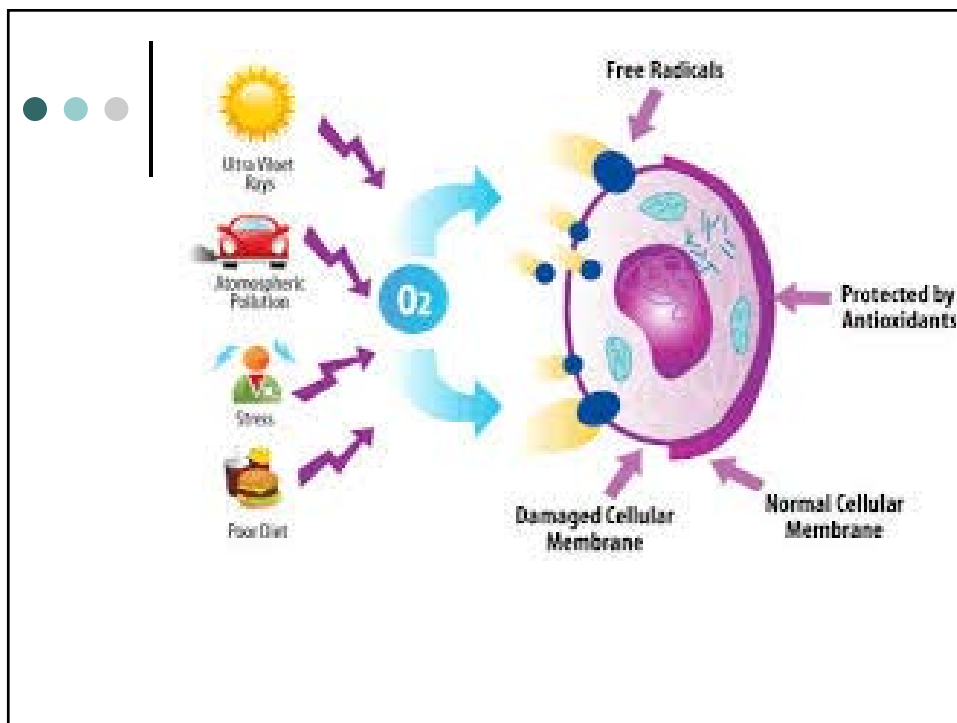 Free Radicals
Ultra Viloet
Rays
Atomospheric
Pollution
O2
Protected by
Antioxidants
Stress
Poor Diet
Damaged Cellular
Membrane
Normal Cellular
Membrane